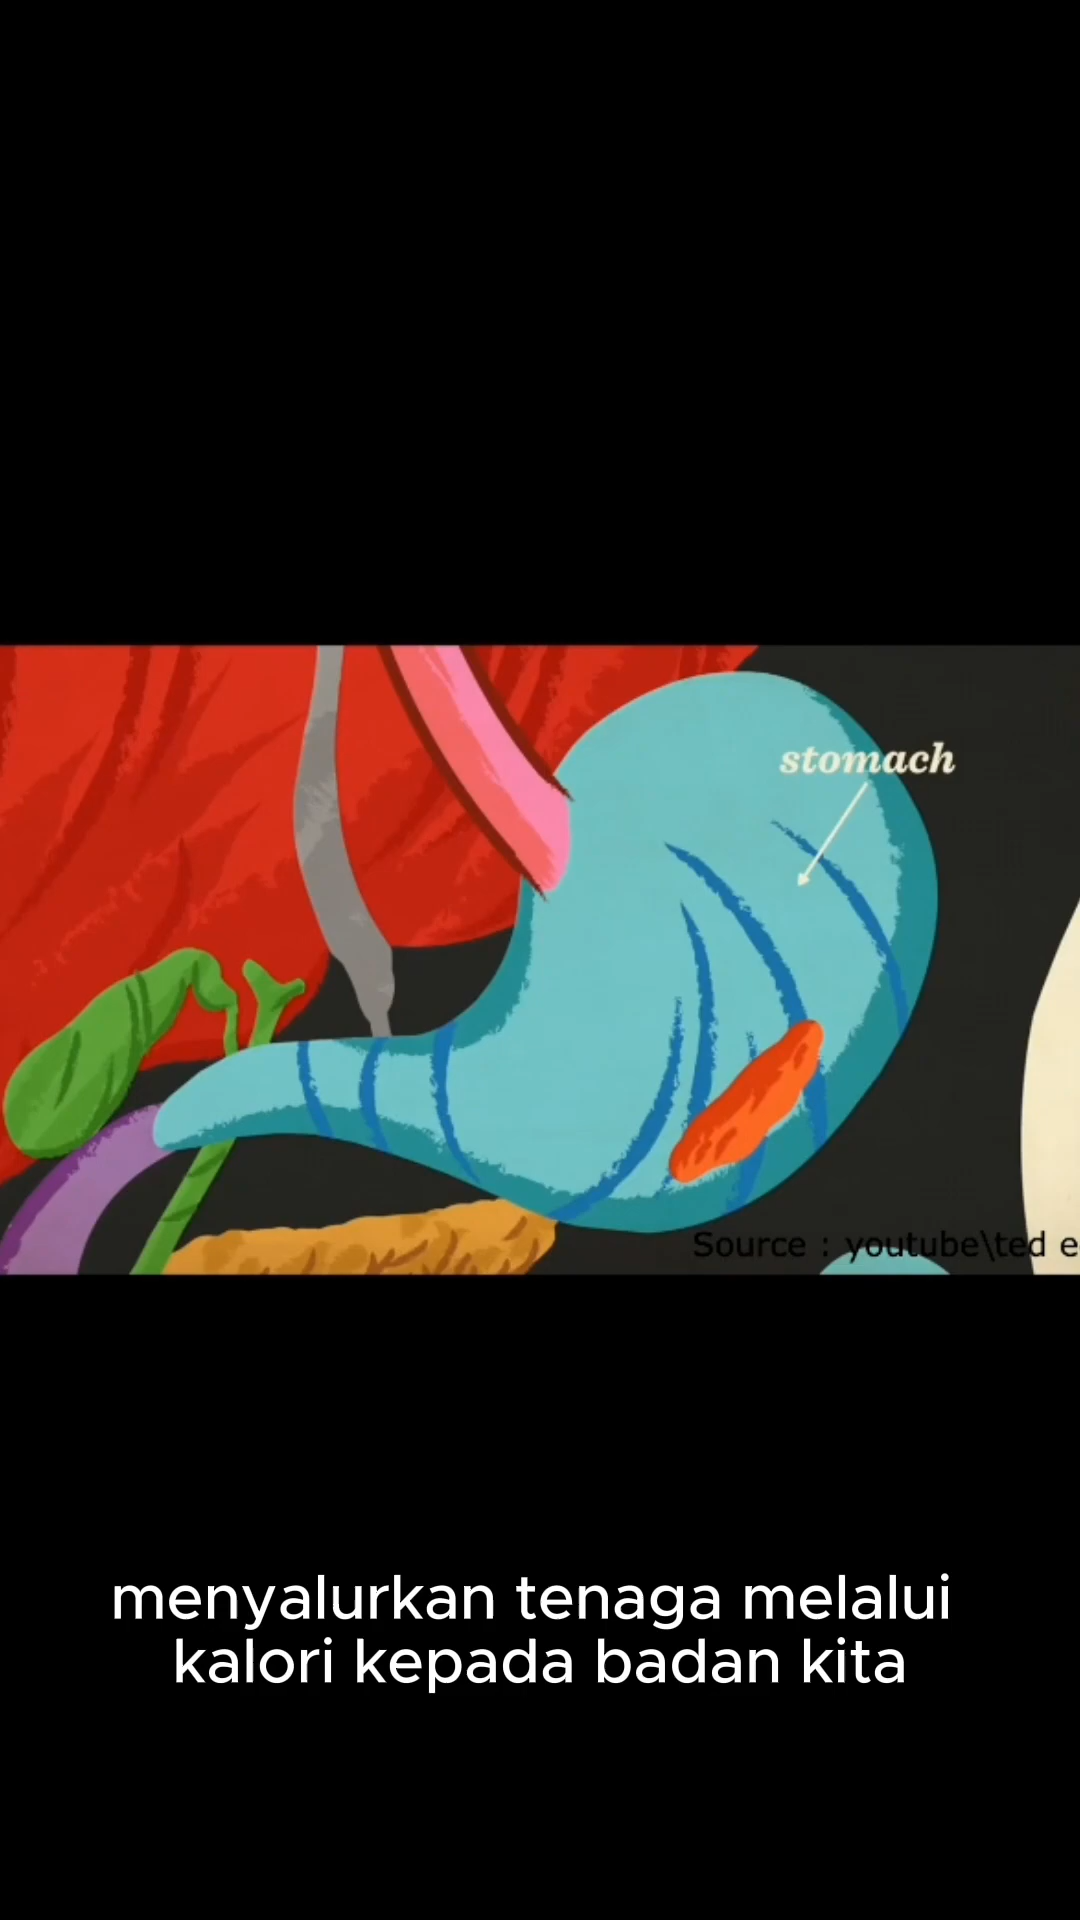 stomach
Source : youtube\ted e
menyalurkan tenaga melalui
kalori kepada badan kita